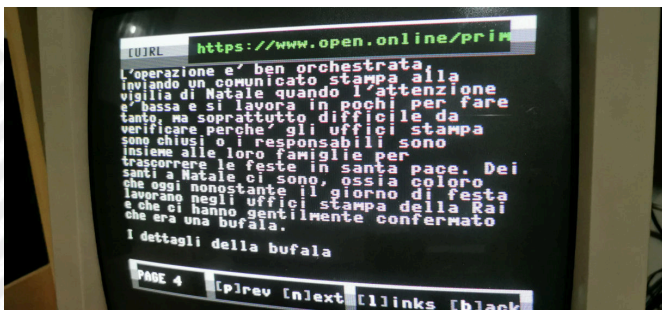 [U]RL https://www.open.online/prim
L'operazione e' ben orchestrata,
inviando un comunicato stampa alla
vigilia di Natale quando l'attenzione
e' bassa e si lavora in pochi per fare
tanto, ma soprattutto difficile da
verificare perche' gli uffici stampa
sono chiusi o i responsabili sono
insieme alle loro famiglie per
trascorrere le feste in santa pace. Dei
santi a Natale ci sono, ossia coloro
che oggi nonostante il giorno di festa
lavorano negli uffici stampa della Rai
e che ci hanno gentilmente confermato
che era una bufala.
I dettagli della bufala
PAGE 4 [p]rev [n]ext [l]inks [b]ack